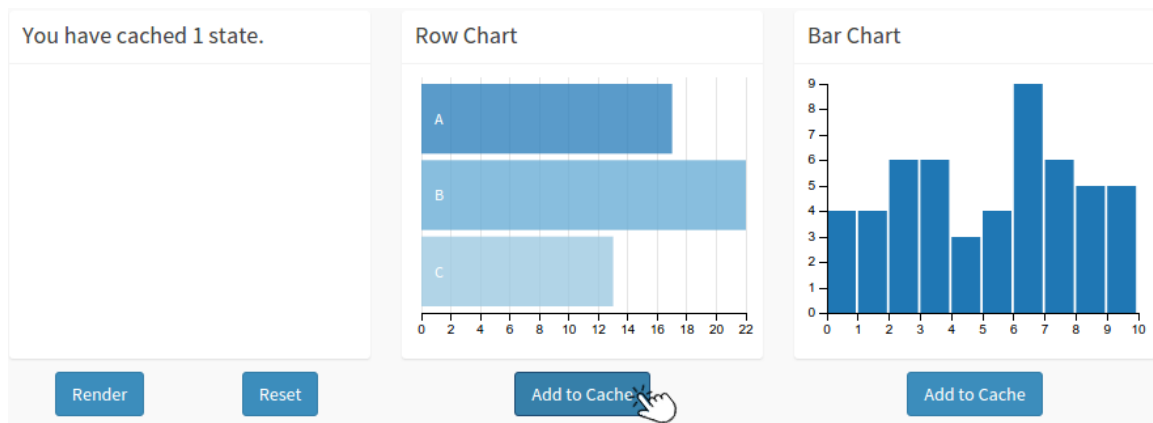 You have cached 1 state.
Render
Reset
Row Chart
A
B
C
0 2 4 6 8 10 12 14 16 18 20 22
Add to Cache
Bar Chart
9
8
7
6
5
4
3
2
1
0
0 1 2 3 4 5 6 7 8 9 10
Add to Cache